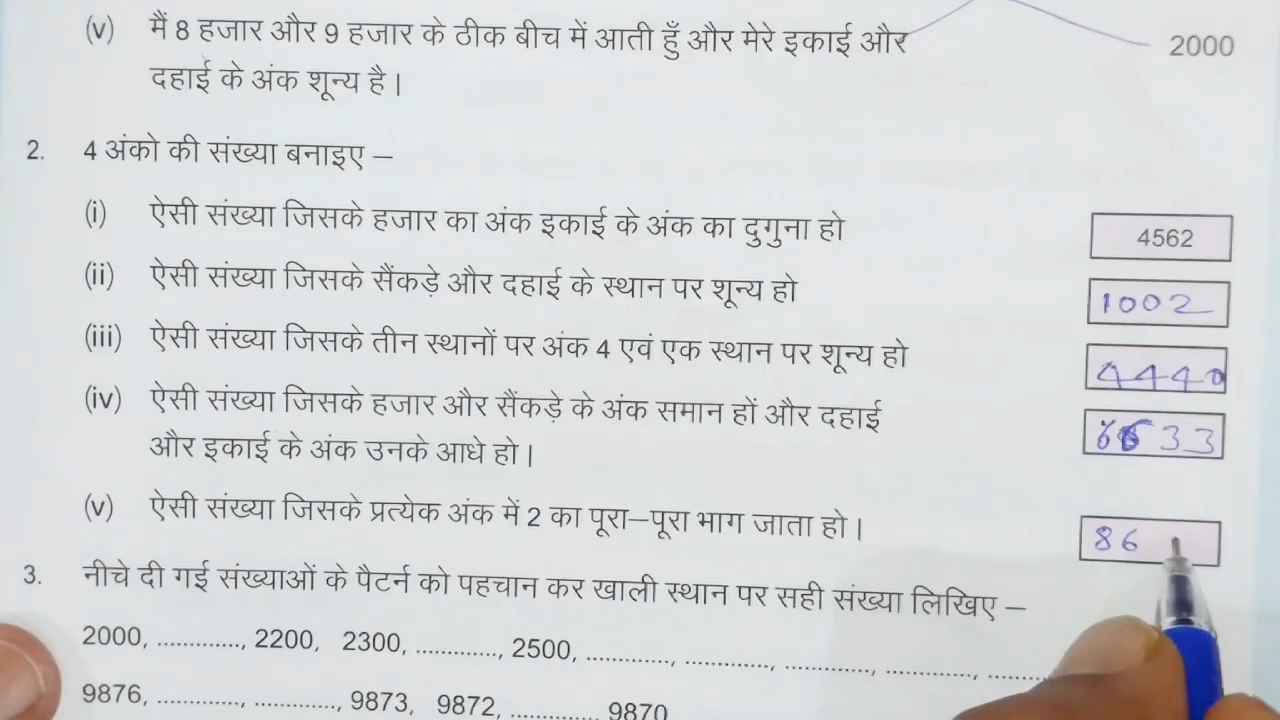 (v) मैं 8 हजार और 9 हजार के ठीक बीच में आती हुँ और मेरे इकाई और 2000
दहाई के अंक शून्य है।
2. 4 अंको की संख्या बनाइए –
(i) ऐसी संख्या जिसके हजार का अंक इकाई के अंक का दुगुना हो 4562
(ii) ऐसी संख्या जिसके सैंकड़े और दहाई के स्थान पर शून्य हो 1002
(iii) ऐसी संख्या जिसके तीन स्थानों पर अंक 4 एवं एक स्थान पर शून्य हो 4440
(iv) ऐसी संख्या जिसके हजार और सैंकड़े के अंक समान हों और दहाई 6633
और इकाई के अंक उनके आधे हो।
(v) ऐसी संख्या जिसके प्रत्येक अंक में 2 का पूरा–पूरा भाग जाता हो। 86
3. नीचे दी गई संख्याओं के पैटर्न को पहचान कर खाली स्थान पर सही संख्या लिखिए –
2000, ............., 2200, 2300, ............., 2500, ............., ............., ............., ............., .........
9876, ............., ............., 9873, 9872, ............. 9870